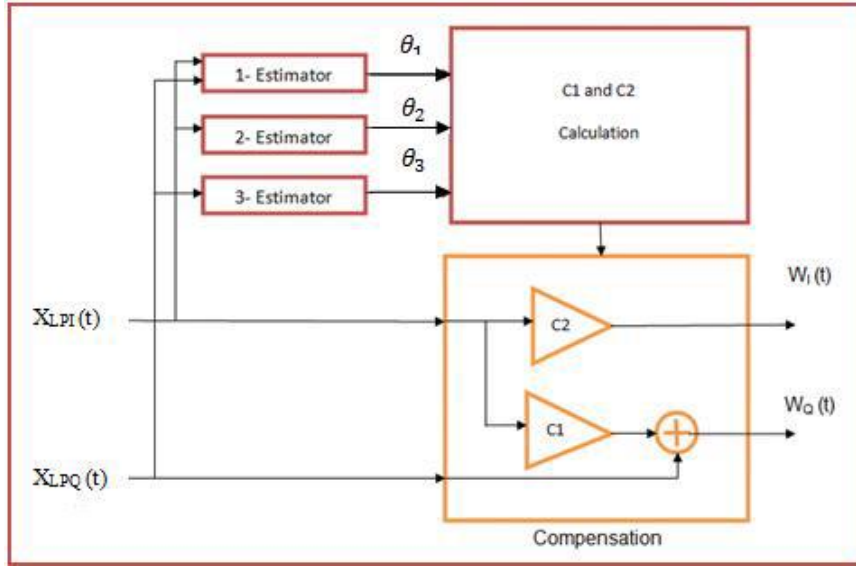 θ1
1- Estimator
C1 and C2
Calculation
θ2
2- Estimator
θ3
3- Estimator
WI (t)
XLPI (t)
C2
WQ (t)
C1
XLPQ (t)
Compensation